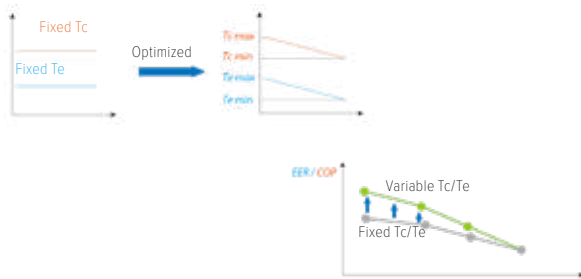 Fixed Tc
Fixed Te
Optimized
Tc max
Tc min
Te max
Te min
EER / COP
Variable Tc/Te
Fixed Tc/Te